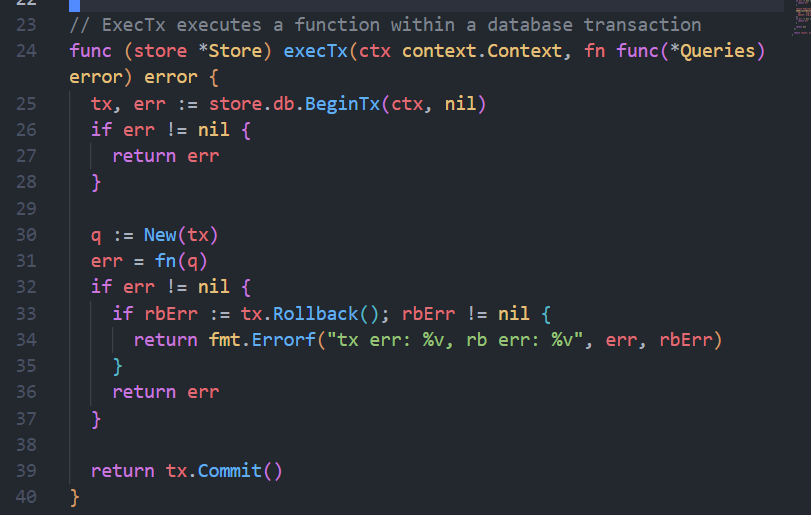 22
23 // ExecTx executes a function within a database transaction
24 func (store *Store) execTx(ctx context.Context, fn func(*Queries)
error) error {
25 tx, err := store.db.BeginTx(ctx, nil)
26 if err != nil {
27 return err
28 }
29
30 q := New(tx)
31 err = fn(q)
32 if err != nil {
33 if rbErr := tx.Rollback(); rbErr != nil {
34 return fmt.Errorf("tx err: %v, rb err: %v", err, rbErr)
35 }
36 return err
37 }
38
39 return tx.Commit()
40 }